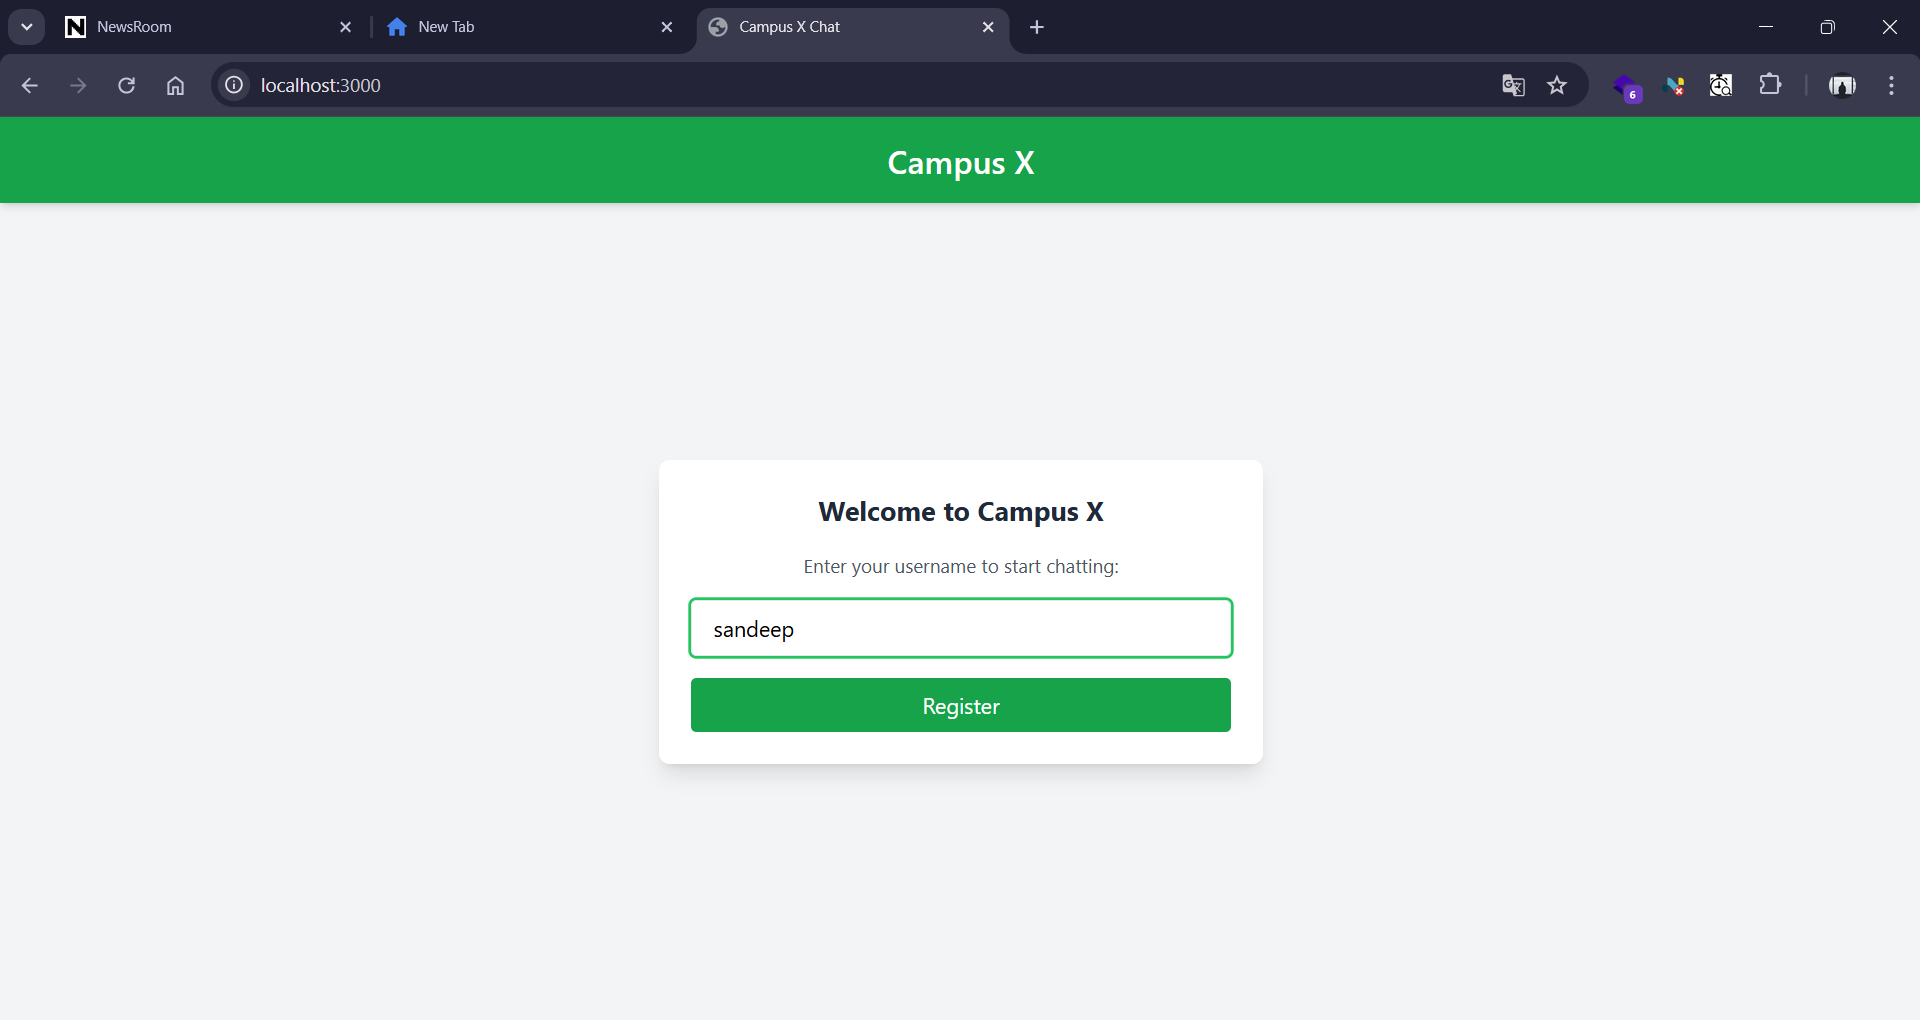 NewsRoom
New Tab
Campus X Chat
localhost:3000
6
Campus X
Welcome to Campus X
Enter your username to start chatting:
sandeep
Register